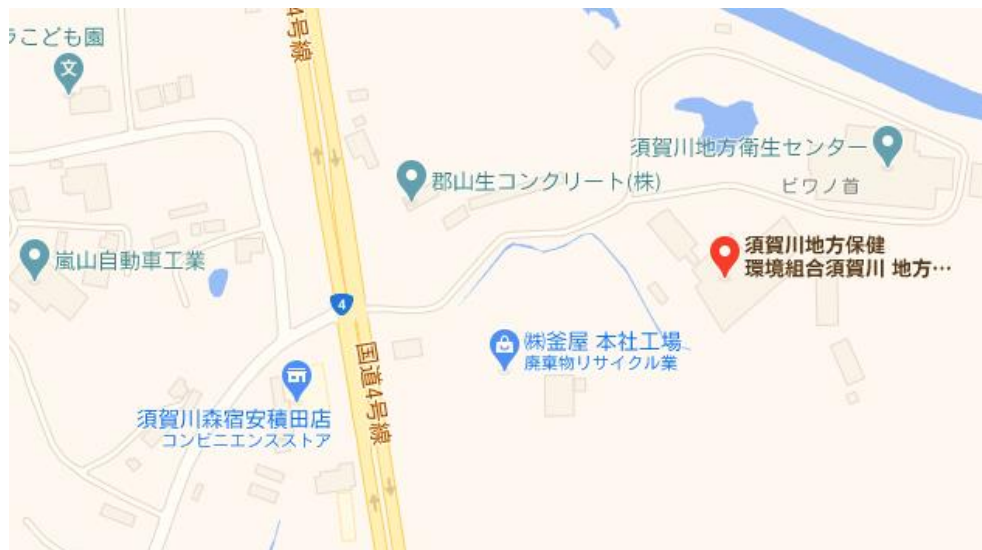 4号線
ラこども園
文
須賀川地方衛生センター
郡山生コンクリート(株)
ビワノ首
嵐山自動車工業
須賀川地方保健
環境組合須賀川 地方…
4
㈱釜屋 本社工場
廃棄物リサイクル業
国道4号線
須賀川森宿安積田店
コンビニエンスストア